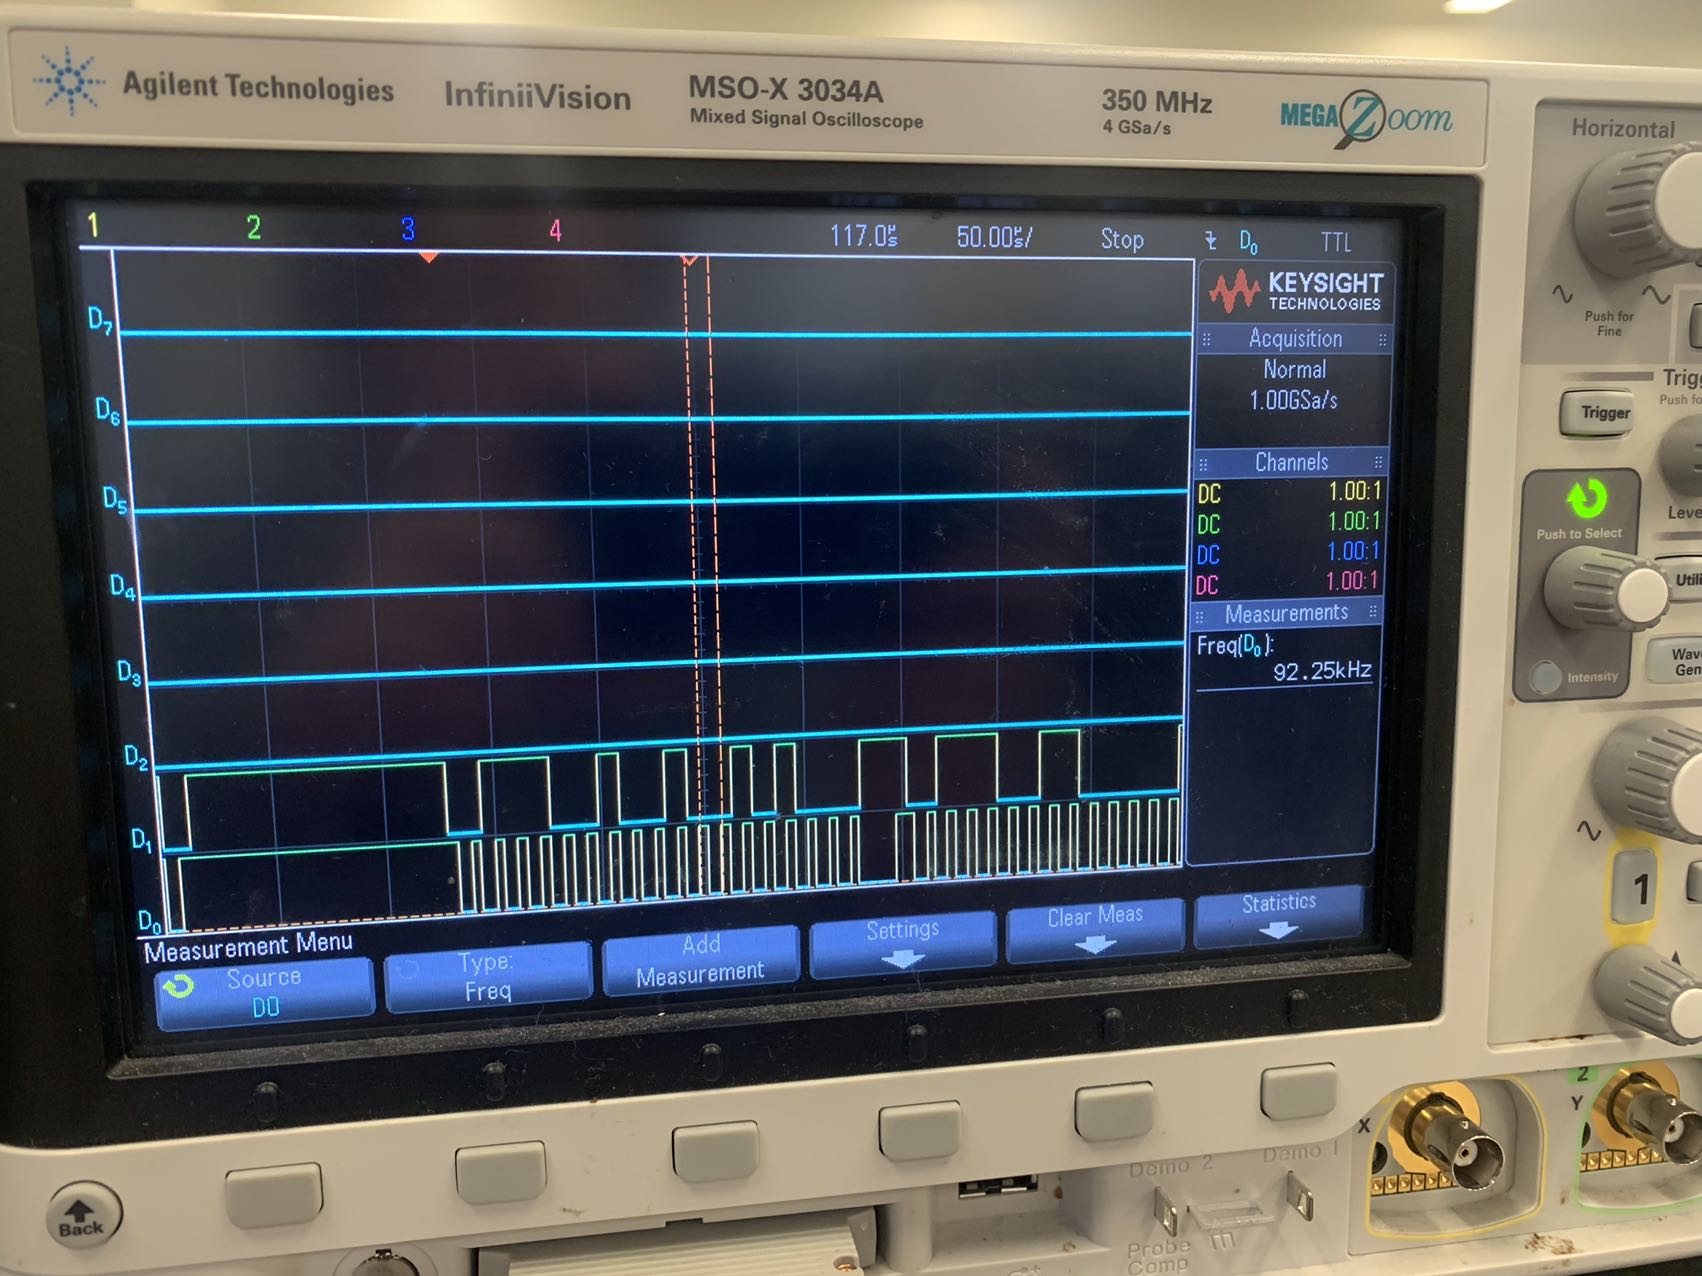 Agilent Technologies
InfiniiVision
MSO-X 3034A
Mixed Signal Oscilloscope
350 MHz
4 GSa/s
MEGA Zoom
Horizontal
1 2 3 4 117.0µs 50.00µs/ Stop D0 TTL
KEYSIGHT
TECHNOLOGIES
Push for
Fine
D7
Acquisition
Normal
1.00GSa/s
D6
Trigger
D5
Channels
DC 1.00:1
DC 1.00:1
DC 1.00:1
DC 1.00:1
Push to Select
D4
Measurements
Freq(D0):
92.25kHz
D3
Intensity
Gen
D2
D1
D0
1
Measurement Menu
Source
D0
Type:
Freq
Add
Measurement
Settings
Clear Meas
Statistics
Back
Demo 2
Demo 1
Probe
Comp
X
2
Y